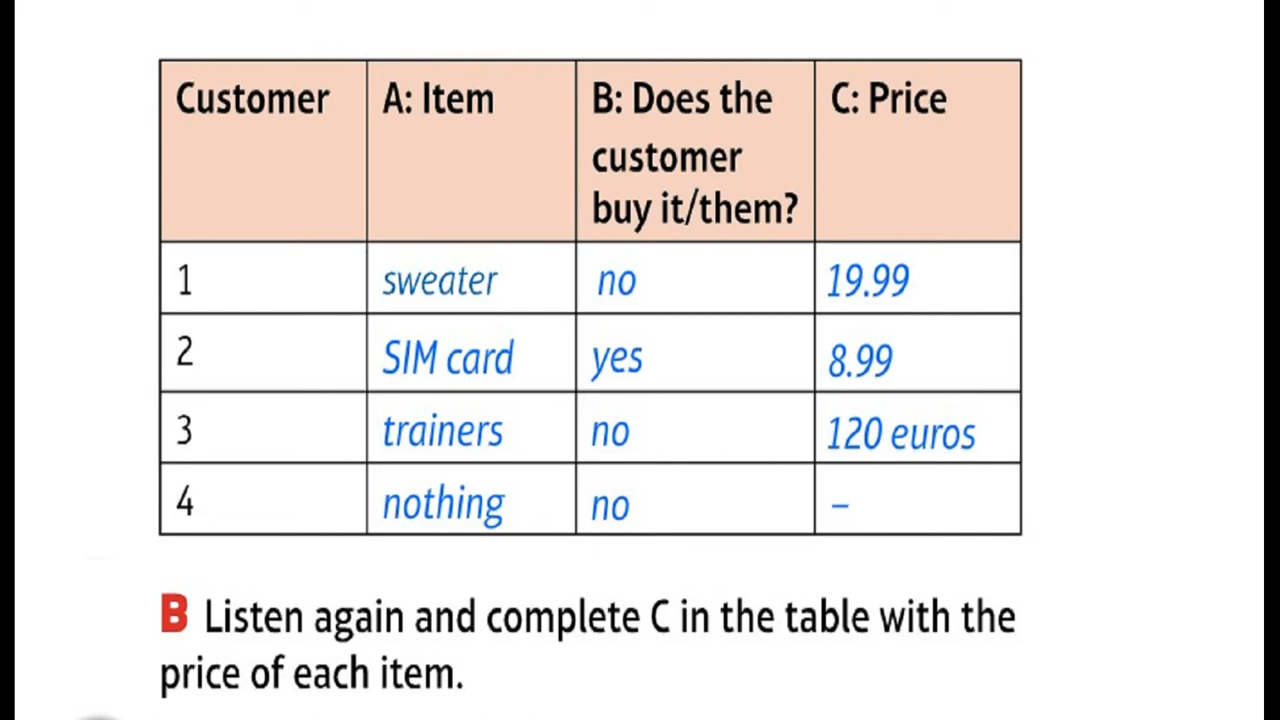 Customer A: Item B: Does the customer buy it/them? C: Price
1 sweater no 19.99
2 SIM card yes 8.99
3 trainers no 120 euros
4 nothing no –
B Listen again and complete C in the table with the
price of each item.